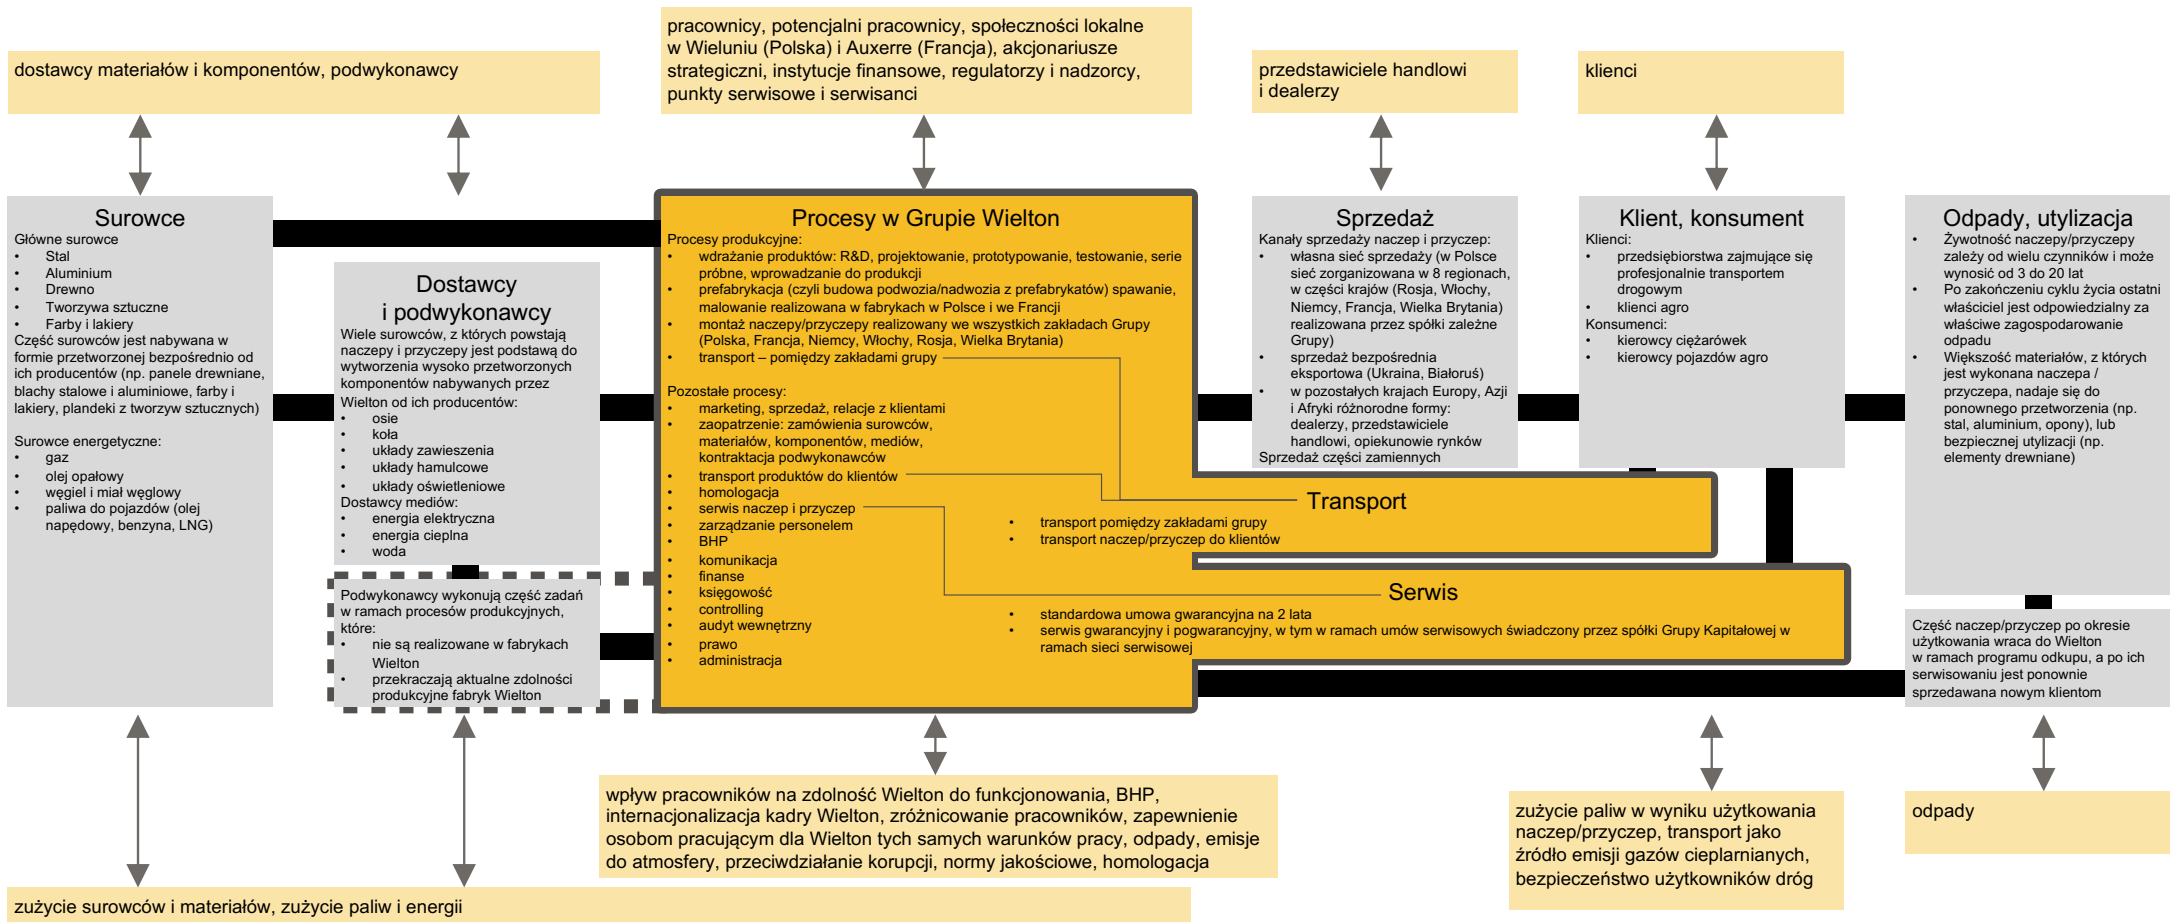 dostawcy materiałów i komponentów, podwykonawcy
pracownicy, potencjalni pracownicy, społeczności lokalne
w Wieluniu (Polska) i Auxerre (Francja), akcjonariusze
strategiczni, instytucje finansowe, regulatorzy i nadzorcy,
punkty serwisowe i serwisanci
przedstawiciele handlowi
i dealerzy
klienci
Surowce
Główne surowce
• Stal
• Aluminium
• Drewno
• Tworzywa sztuczne
• Farby i lakiery
Część surowców jest nabywana w
formie przetworzonej bezpośrednio od
ich producentów (np. panele drewniane,
blachy stalowe i aluminiowe, farby i
lakiery, plandeki z tworzyw sztucznych)
Surowce energetyczne:
• gaz
• olej opałowy
• węgiel i miał węglowy
• paliwa do pojazdów (olej
napędowy, benzyna, LNG)
Dostawcy
i podwykonawcy
Wiele surowców, z których powstają
naczepy i przyczepy jest podstawą do
wytworzenia wysoko przetworzonych
komponentów nabywanych przez
Wielton od ich producentów:
• osie
• koła
• układy zawieszenia
• układy hamulcowe
• układy oświetleniowe
Dostawcy mediów:
• energia elektryczna
• energia cieplna
• woda
Podwykonawcy wykonują część zadań
w ramach procesów produkcyjnych,
które:
• nie są realizowane w fabrykach
Wielton
• przekraczają aktualne zdolności
produkcyjne fabryk Wielton
Procesy w Grupie Wielton
Procesy produkcyjne:
• wdrażanie produktów: R&D, projektowanie, prototypowanie, testowanie, serie
próbne, wprowadzanie do produkcji
• prefabrykacja (czyli budowa podwozia/nadwozia z prefabrykatów) spawanie,
malowanie realizowana w fabrykach w Polsce i we Francji
• montaż naczepy/przyczepy realizowany we wszystkich zakładach Grupy
(Polska, Francja, Niemcy, Włochy, Rosja, Wielka Brytania)
• transport – pomiędzy zakładami grupy
Pozostałe procesy:
• marketing, sprzedaż, relacje z klientami
• zaopatrzenie: zamówienia surowców,
materiałów, komponentów, mediów,
kontraktacja podwykonawców
• transport produktów do klientów
• homologacja
• serwis naczep i przyczep
• zarządzanie personelem
• BHP
• komunikacja
• finanse
• księgowość
• controlling
• audyt wewnętrzny
• prawo
• administracja
Transport
• transport pomiędzy zakładami grupy
• transport naczep/przyczep do klientów
Serwis
• standardowa umowa gwarancyjna na 2 lata
• serwis gwarancyjny i pogwarancyjny, w tym w ramach umów serwisowych świadczony przez spółki Grupy Kapitałowej w
ramach sieci serwisowej
Sprzedaż
Kanały sprzedaży naczep i przyczep:
• własna sieć sprzedaży (w Polsce
sieć zorganizowana w 8 regionach,
w części krajów (Rosja, Włochy,
Niemcy, Francja, Wielka Brytania)
realizowana przez spółki zależne
Grupy)
• sprzedaż bezpośrednia
eksportowa (Ukraina, Białoruś)
• w pozostałych krajach Europy, Azji
i Afryki różnorodne formy:
dealerzy, przedstawiciele
handlowi, opiekunowie rynków
Sprzedaż części zamiennych
Klient, konsument
Klienci:
• przedsiębiorstwa zajmujące się
profesjonalnie transportem
drogowym
• klienci agro
Konsumenci:
• kierowcy ciężarówek
• kierowcy pojazdów agro
Odpady, utylizacja
• Żywotność naczepy/przyczepy
zależy od wielu czynników i może
wynosić od 3 do 20 lat
• Po zakończeniu cyklu życia ostatni
właściciel jest odpowiedzialny za
właściwe zagospodarowanie
odpadu
• Większość materiałów, z których
jest wykonana naczepa /
przyczepa, nadaje się do
ponownego przetworzenia (np.
stal, aluminium, opony), lub
bezpiecznej utylizacji (np.
elementy drewniane)
Część naczep/przyczep po okresie
użytkowania wraca do Wielton
w ramach programu odkupu, a po ich
serwisowaniu jest ponownie
sprzedawana nowym klientom
wpływ pracowników na zdolność Wielton do funkcjonowania, BHP,
internacjonalizacja kadry Wielton, zróżnicowanie pracowników, zapewnienie
osobom pracującym dla Wielton tych samych warunków pracy, odpady, emisje
do atmosfery, przeciwdziałanie korupcji, normy jakościowe, homologacja
zużycie paliw w wyniku użytkowania
naczep/przyczep, transport jako
źródło emisji gazów cieplarnianych,
bezpieczeństwo użytkowników dróg
odpady
zużycie surowców i materiałów, zużycie paliw i energii